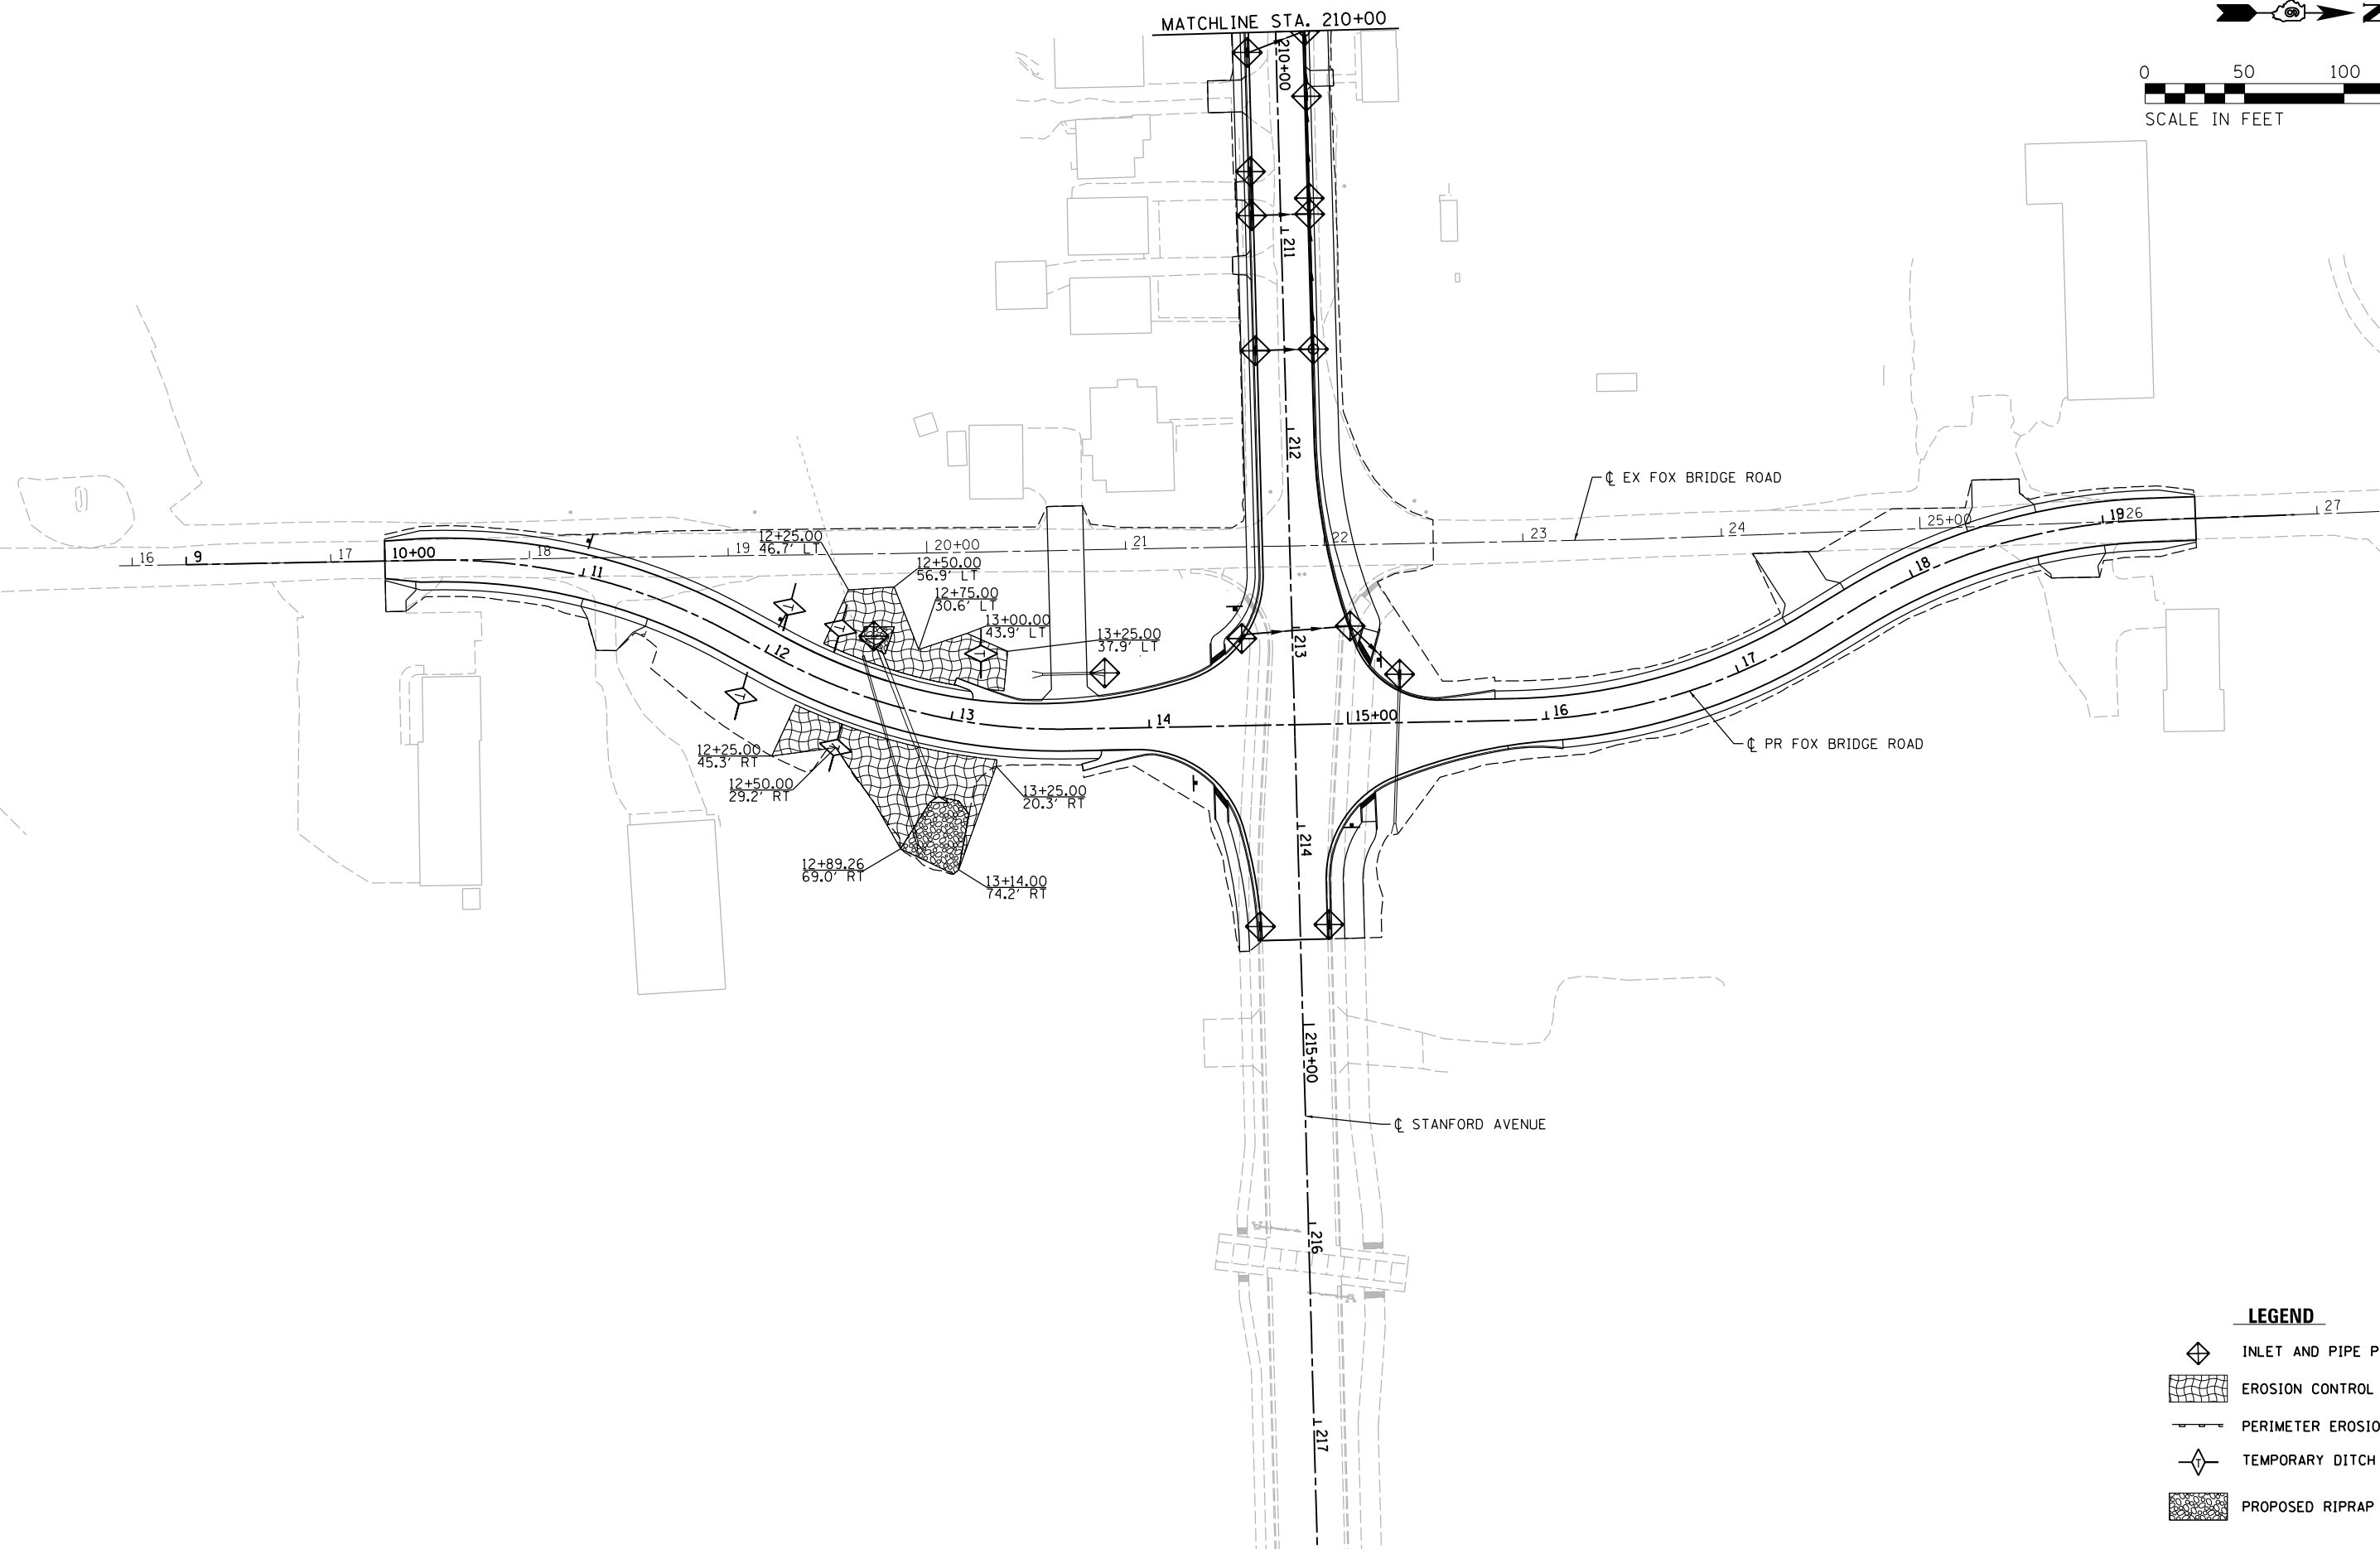 MATCHLINE STA. 210+00
N
0 50 100
SCALE IN FEET
210+00
211
212
213
214
215+00
216
217
℄ EX FOX BRIDGE ROAD
16
17
18
19
20+00
21
22
23
24
25+00
26
27
9
10+00
11
12
13
14
15+00
16
17
18
19
12+25.00
46.7' LT
12+50.00
56.9' LT
12+75.00
30.6' LT
13+00.00
43.9' LT
13+25.00
37.9' LT
12+25.00
45.3' RT
12+50.00
29.2' RT
13+25.00
20.3' RT
12+89.26
69.0' RT
13+14.00
74.2' RT
T
T
T
T
T
℄ PR FOX BRIDGE ROAD
℄ STANFORD AVENUE
LEGEND
INLET AND PIPE P
EROSION CONTROL
PERIMETER EROSIO
T
TEMPORARY DITCH
PROPOSED RIPRAP